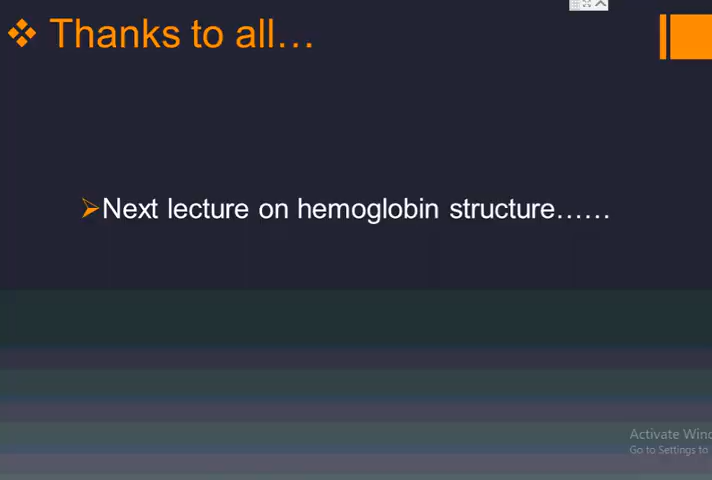 Thanks to all…
Next lecture on hemoglobin structure……
Activate Wind
Go to Settings to